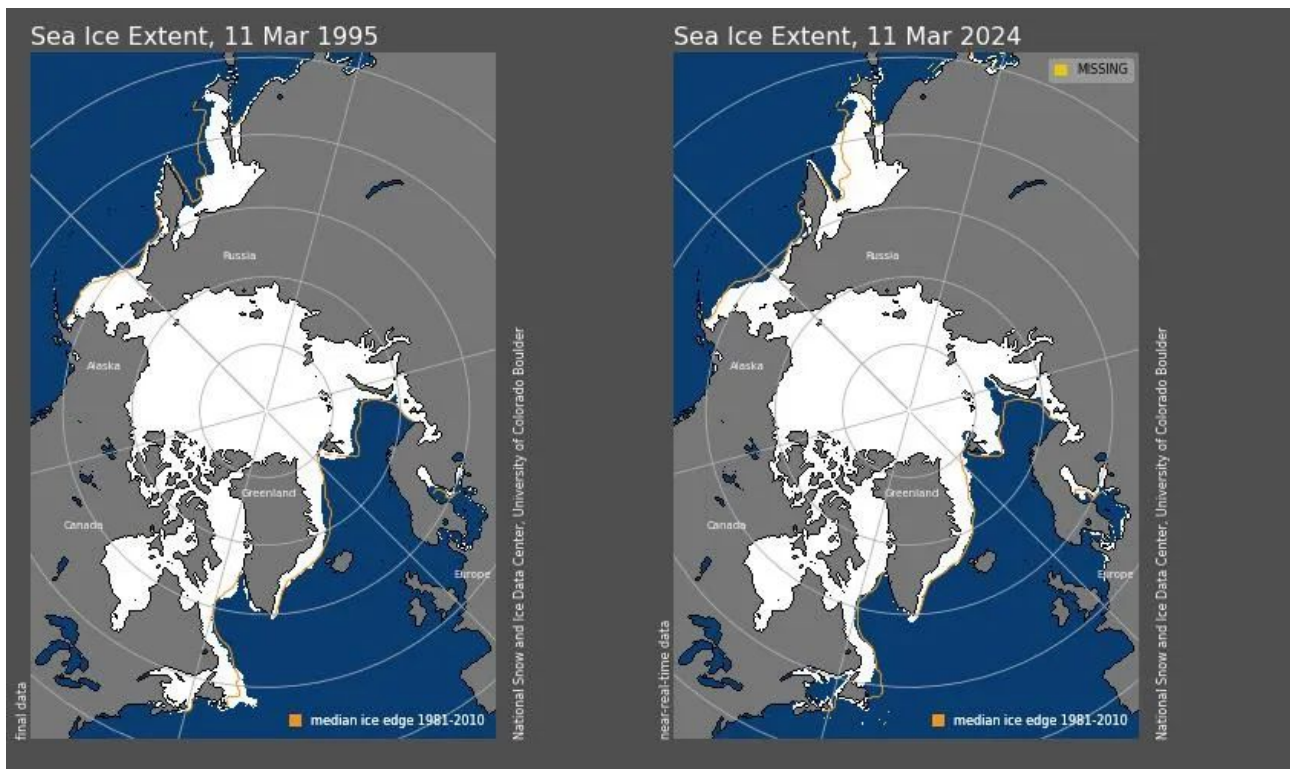 Sea Ice Extent, 11 Mar 1995
Russia
Alaska
Greenland
Canada
Europe
median ice edge 1981-2010
final data
National Snow and Ice Data Center, University of Colorado Boulder
Sea Ice Extent, 11 Mar 2024
MISSING
Russia
Alaska
Greenland
Canada
Europe
median ice edge 1981-2010
near-real-time data
National Snow and Ice Data Center, University of Colorado Boulder